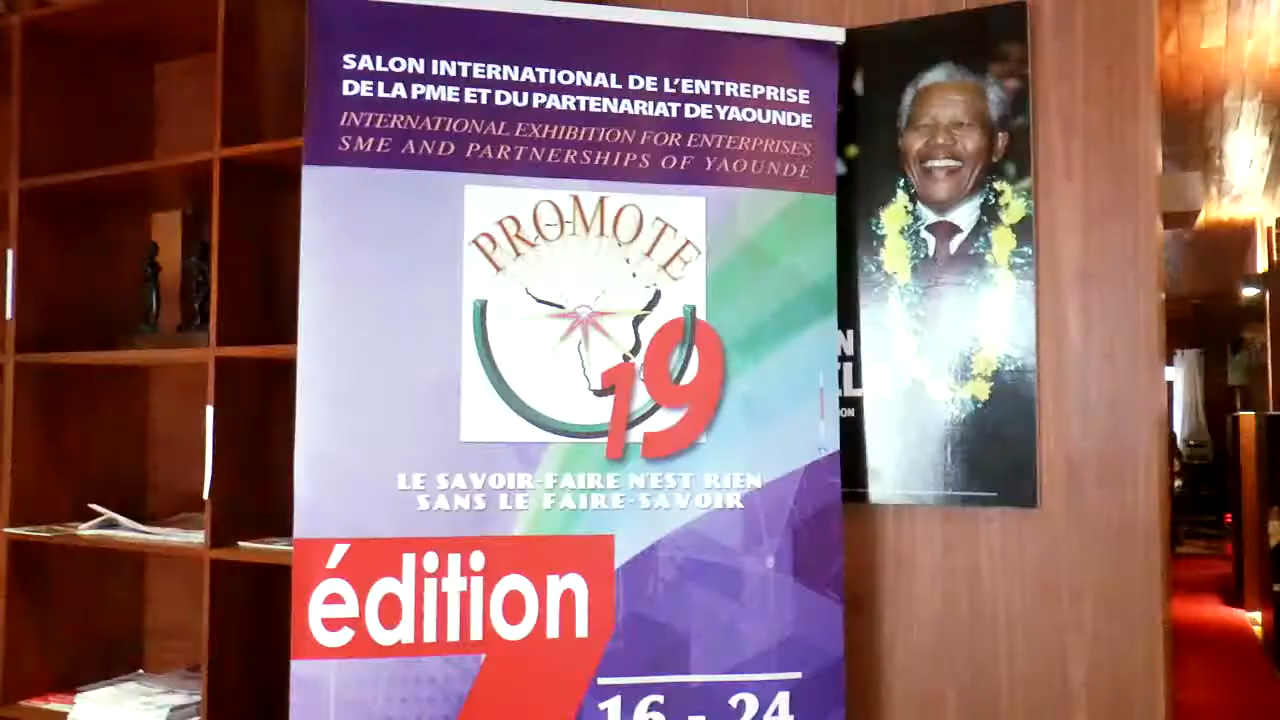 SALON INTERNATIONAL DE L'ENTREPRISE
DE LA PME ET DU PARTENARIAT DE YAOUNDE
INTERNATIONAL EXHIBITION FOR ENTERPRISES
SME AND PARTNERSHIPS OF YAOUNDE
PROMOTE
19
LE SAVOIR-FAIRE N'EST RIEN
SANS LE FAIRE-SAVOIR
édition
7
16 - 24